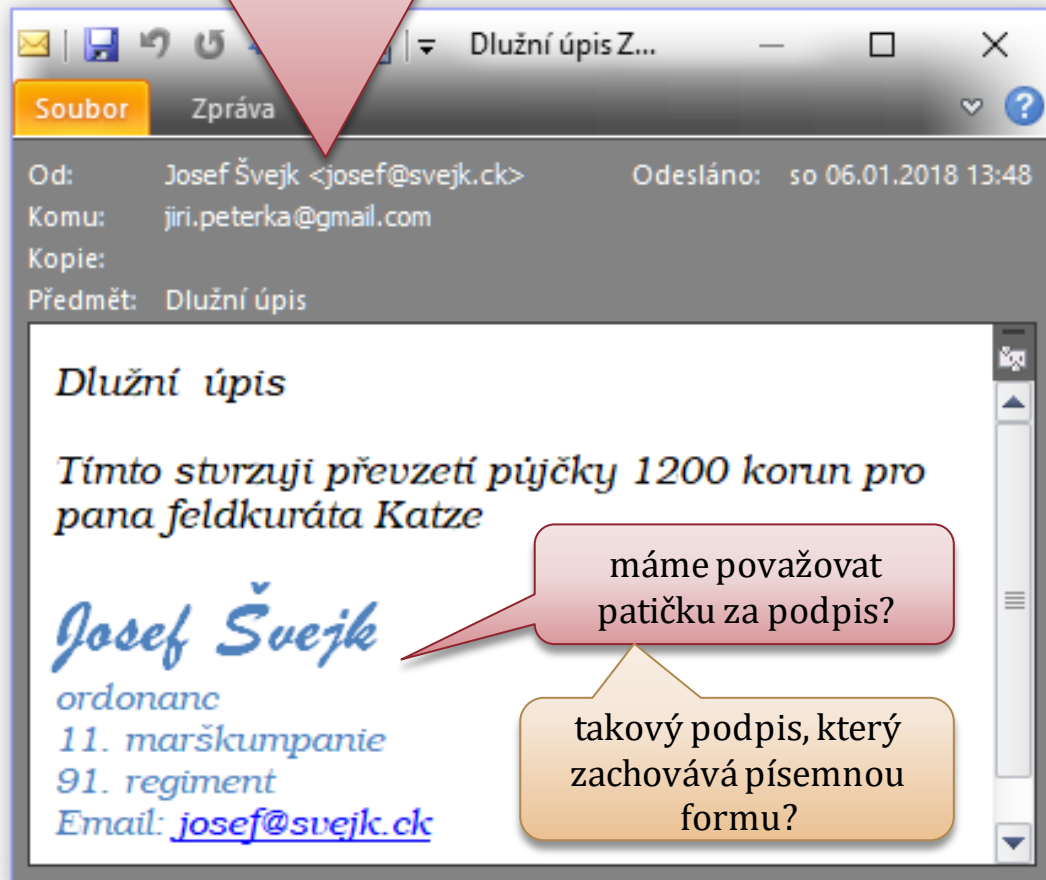 Dlužní úpis Z...
Soubor Zpráva
Od: Josef Švejk <josef@svejk.ck> Odesláno: so 06.01.2018 13:48
Komu: jiri.peterka@gmail.com
Kopie:
Předmět: Dlužní úpis
Dlužní úpis
Tímto stvrzuji převzetí půjčky 1200 korun pro
pana feldkuráta Katze
máme považovat
patičku za podpis?
Josef Švejk
ordonanc
11. marškumpanie
91. regiment
Email: josef@svejk.ck
takový podpis, který
zachovává písemnou
formu?